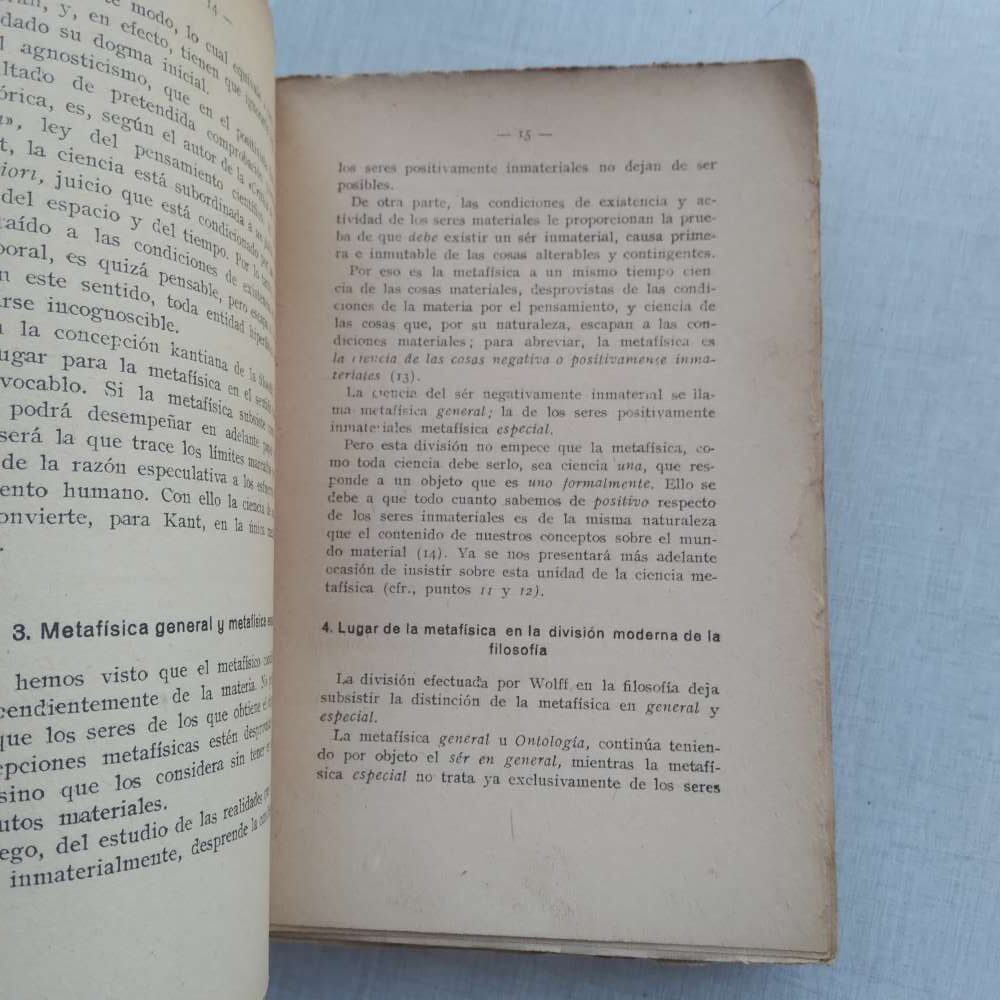 14 —
modo, lo cual
y, en efecto, tienen que
dado su dogma inicial.
agnosticismo, que en el
de pretendida
es, según el autor de la
ley del pensamiento
la ciencia está subordinada a
juicio que está condicionado por
del espacio y del tiempo. Por lo
a las condiciones de
es quizá pensable, pero escapa
este sentido, toda entidad
incognoscible.
la concepción kantiana de la
para la metafísica en el
vocablo. Si la metafísica subsiste
podrá desempeñar en adelante
será la que trace los límites
de la razón especulativa a los
humano. Con ello la ciencia de
para Kant, en la única
3. Metafísica general y metafísica
hemos visto que el metafísico
de la materia. No
que los seres de los que obtiene
metafísicas estén
sino que los considera sin tener
materiales.
del estudio de las realidades
inmaterialmente, desprende la
— 15 —
los seres positivamente inmateriales no dejan de ser
posibles.
De otra parte, las condiciones de existencia y ac-
tividad de los seres materiales le proporcionan la prue-
ba de que debe existir un sér inmaterial, causa prime-
ra e inmutable de las cosas alterables y contingentes.
Por eso es la metafísica a un mismo tiempo cien-
cia de las cosas materiales, desprovistas de las condi-
ciones de la materia por el pensamiento, y ciencia de
las cosas que, por su naturaleza, escapan a las con-
diciones materiales; para abreviar, la metafísica es
la ciencia de las cosas negativa o positivamente inma-
teriales (13).
La ciencia del sér negativamente inmaterial se lla-
ma metafísica general; la de los seres positivamente
inmateriales metafísica especial.
Pero esta división no empece que la metafísica, co-
mo toda ciencia debe serlo, sea ciencia una, que res-
ponde a un objeto que es uno formalmente. Ello se
debe a que todo cuanto sabemos de positivo respecto
de los seres inmateriales es de la misma naturaleza
que el contenido de nuestros conceptos sobre el mun-
do material (14). Ya se nos presentará más adelante
ocasión de insistir sobre esta unidad de la ciencia me-
tafísica (cfr., puntos 11 y 12).
4. Lugar de la metafísica en la división moderna de la
filosofía
La división efectuada por Wolff en la filosofía deja
subsistir la distinción de la metafísica en general y
especial.
La metafísica general u Ontología, continúa tenien-
do por objeto el sér en general, mientras la metafí-
sica especial no trata ya exclusivamente de los seres